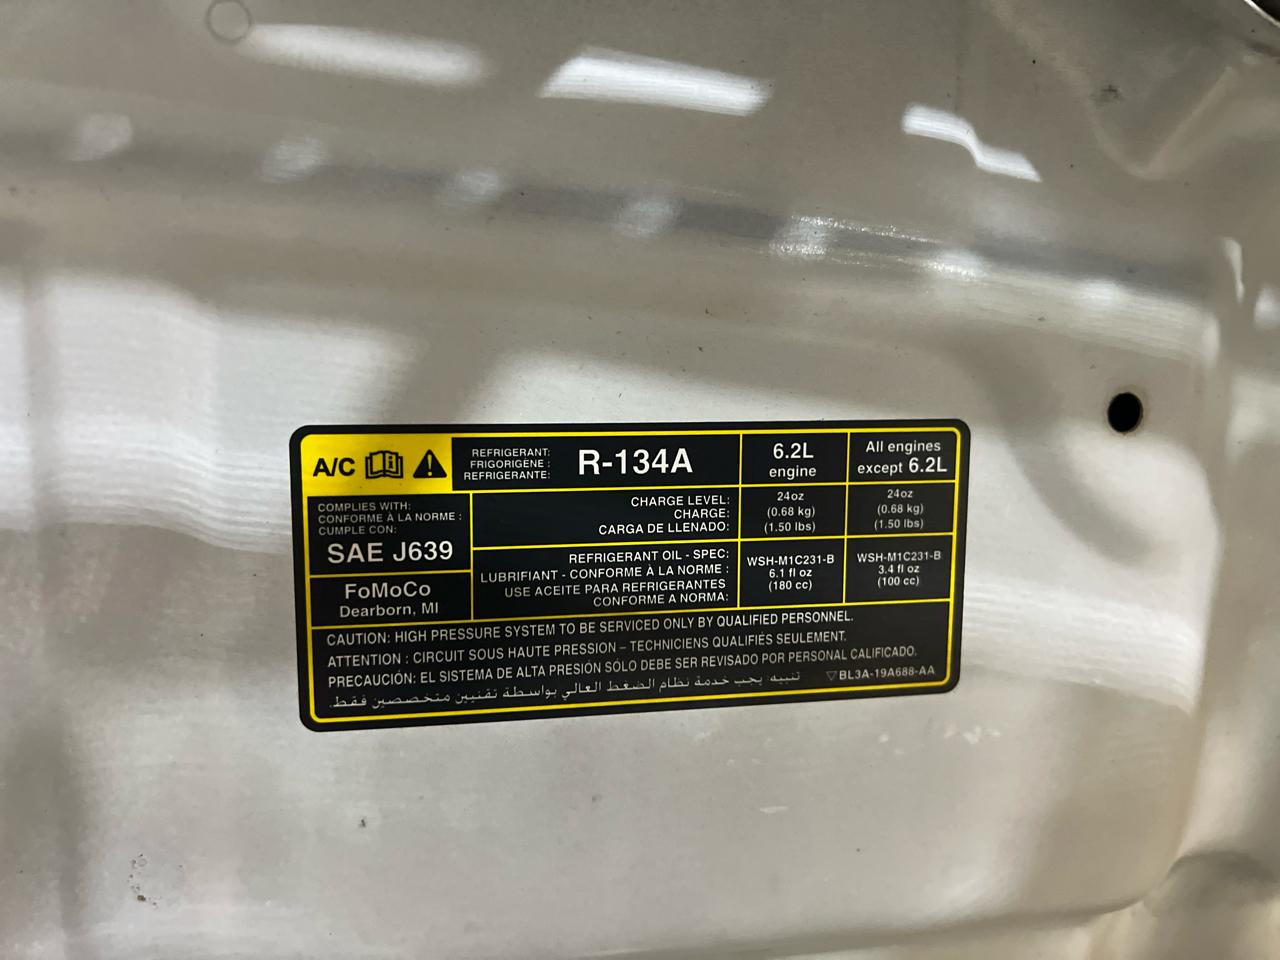 A/C
REFRIGERANT:
FRIGORIGÈNE :
REFRIGERANTE:
R-134A
6.2L
engine
All engines
except 6.2L
COMPLIES WITH:
CONFORME À LA NORME :
CUMPLE CON:
SAE J639
CHARGE LEVEL:
CHARGE:
CARGA DE LLENADO:
24oz
(0.68 kg)
(1.50 lbs)
24oz
(0.68 kg)
(1.50 lbs)
FoMoCo
Dearborn, MI
REFRIGERANT OIL - SPEC:
LUBRIFIANT - CONFORME À LA NORME :
USE ACEITE PARA REFRIGERANTES
CONFORME A NORMA:
WSH-M1C231-B
6.1 fl oz
(180 cc)
WSH-M1C231-B
3.4 fl oz
(100 cc)
CAUTION: HIGH PRESSURE SYSTEM TO BE SERVICED ONLY BY QUALIFIED PERSONNEL.
ATTENTION : CIRCUIT SOUS HAUTE PRESSION – TECHNICIENS QUALIFIÉS SEULEMENT.
PRECAUCIÓN: EL SISTEMA DE ALTA PRESIÓN SÓLO DEBE SER REVISADO POR PERSONAL CALIFICADO.
تنبيه: يجب خدمة نظام الضغط العالي بواسطة تقنيين متخصصين فقط.
▽BL3A-19A688-AA